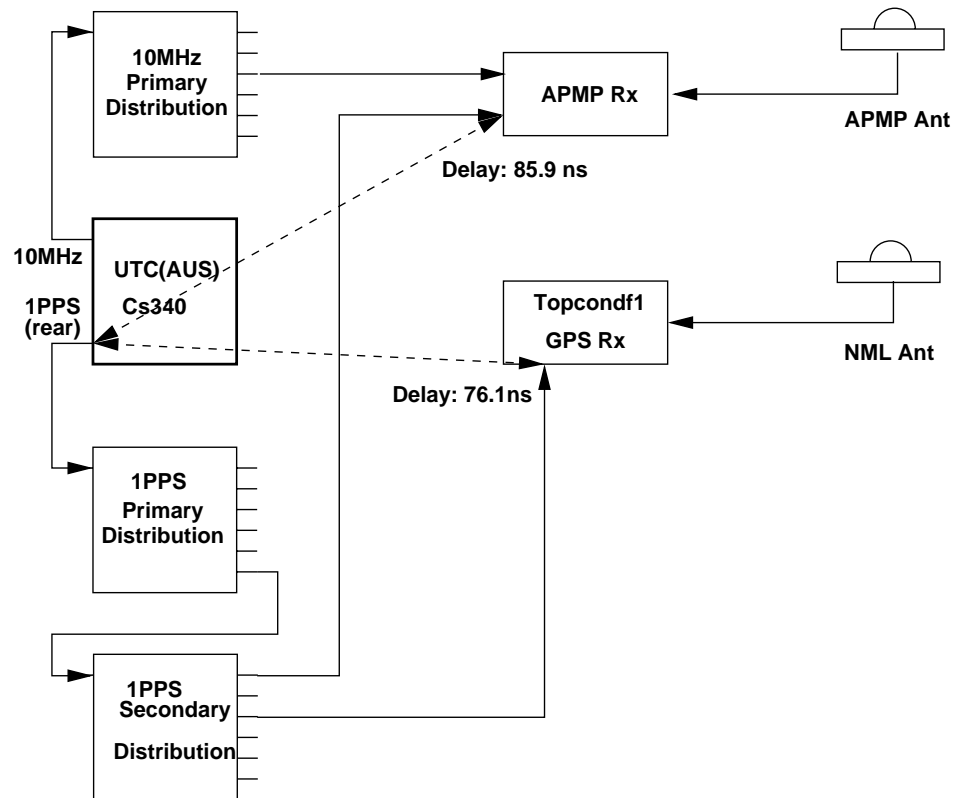 10MHz
Primary
Distribution
APMP Rx
APMP Ant
Delay: 85.9 ns
10MHz
UTC(AUS)
Cs340
1PPS
(rear)
Topcondf1
GPS Rx
NML Ant
Delay: 76.1ns
1PPS
Primary
Distribution
1PPS
Secondary
Distribution